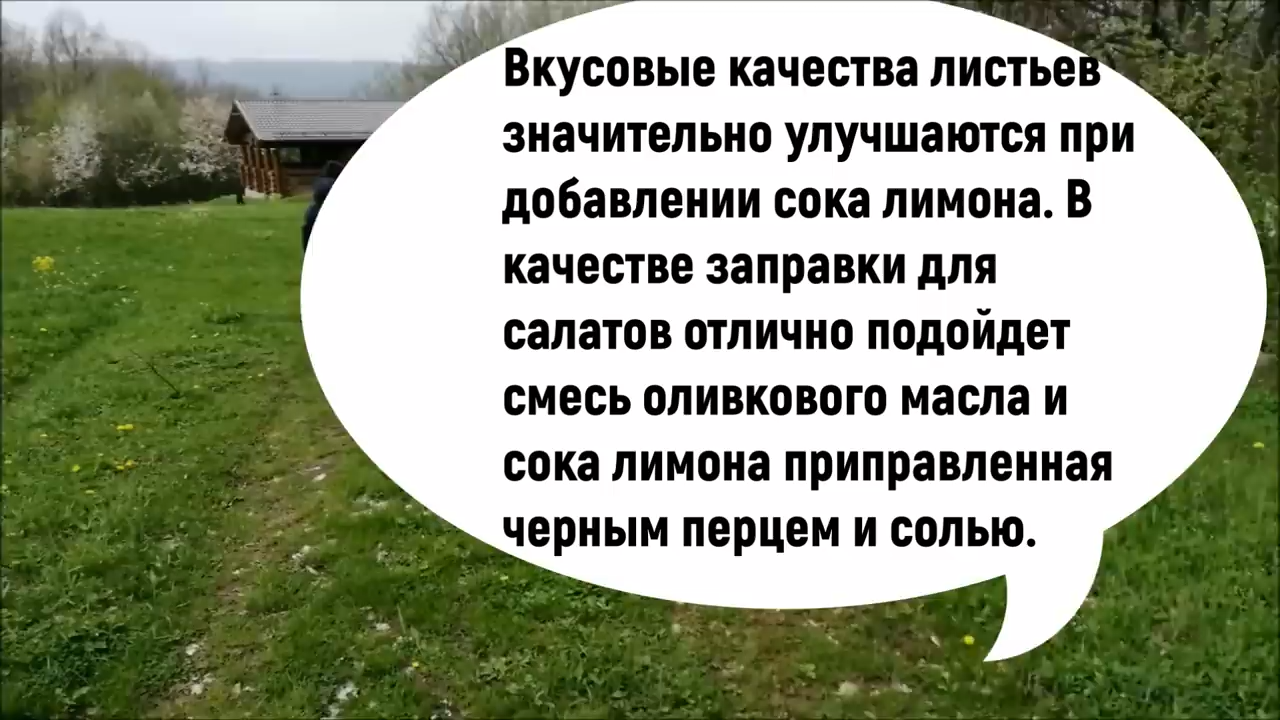 Вкусовые качества листьев
значительно улучшаются при
добавлении сока лимона. В
качестве заправки для
салатов отлично подойдет
смесь оливкового масла и
сока лимона приправленная
черным перцем и солью.